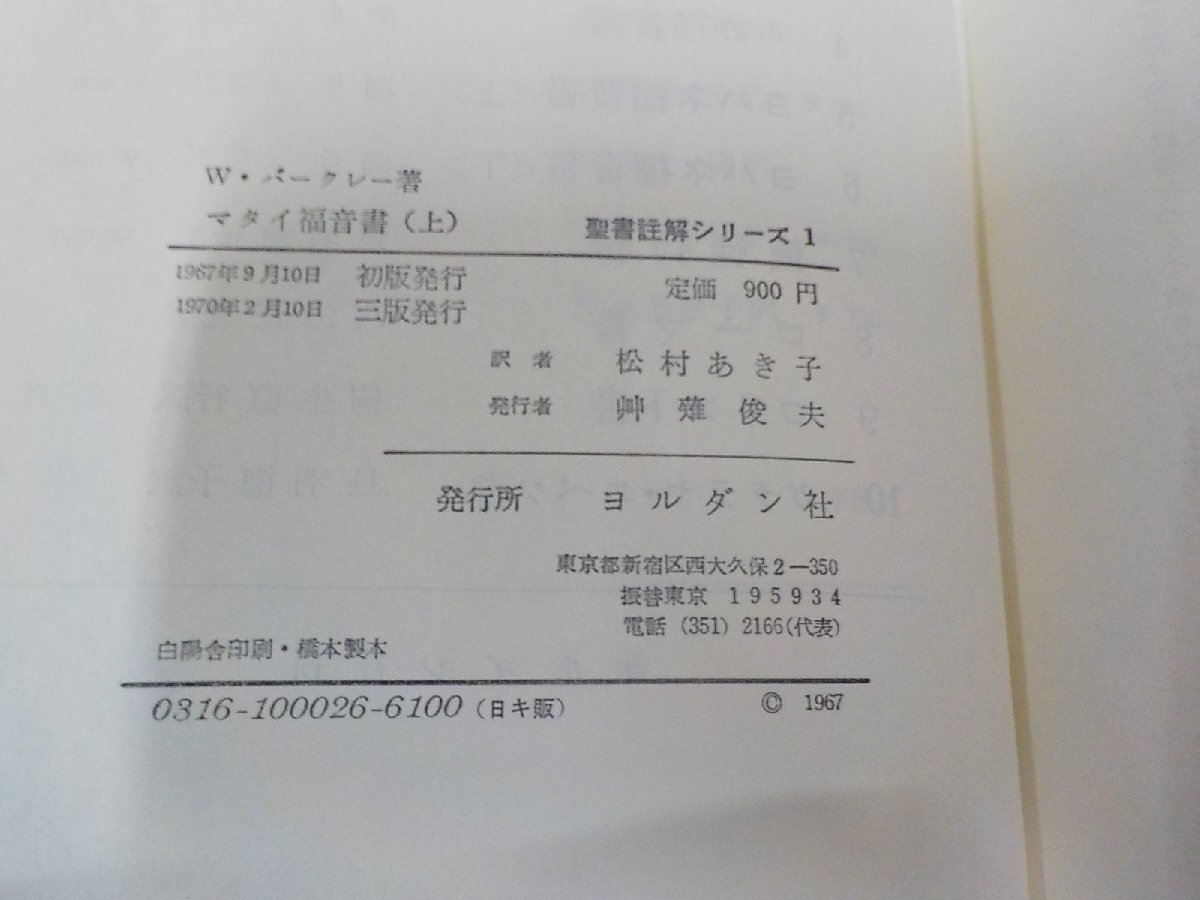 W・バークレー著
マタイ福音書（上） 聖書註解シリーズ 1
1967年9月10日 初版発行 定価 900 円
1970年2月10日 三版発行
訳者 松村あき子
発行者 艸薙俊夫
発行所 ヨルダン社
東京都新宿区西大久保2―350
振替東京 195934
電話 (351) 2166(代表)
白陽舎印刷・橋本製本
0316-100026-6100（日キ販） © 1967